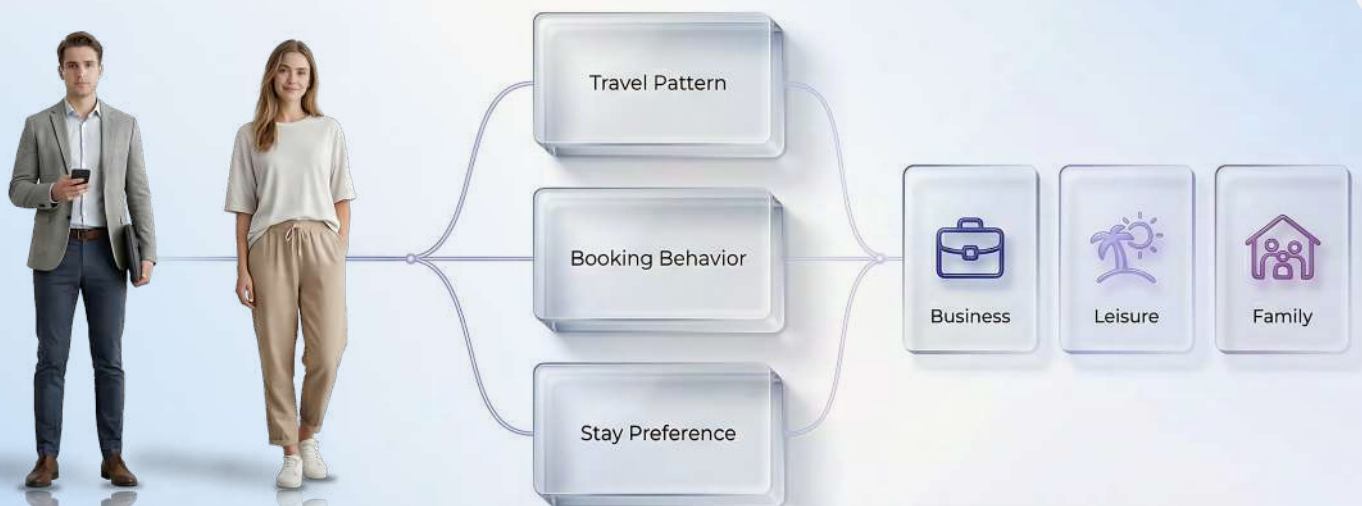 Travel Pattern
Booking Behavior
Stay Preference
Business
Leisure
Family